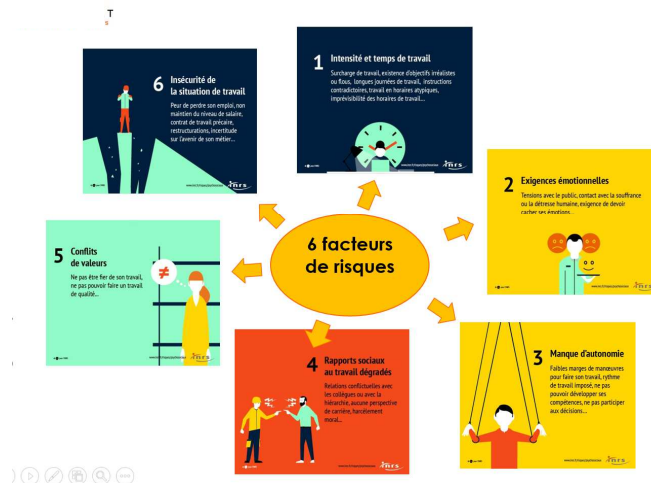 T
s
6 facteurs
de risques
1
Intensité et temps de travail
Surcharge de travail, existence d'objectifs irréalistes
ou flous, longues journées de travail, instructions
contradictoires, travail en horaires atypiques,
imprévisibilité des horaires de travail...
inrs
2
Exigences émotionnelles
Tensions avec le public, contact avec la souffrance
ou la détresse humaine, exigence de devoir
cacher ses émotions...
inrs
3
Manque d'autonomie
Faibles marges de manœuvres
pour faire son travail, rythme
de travail imposé, ne pas
pouvoir développer ses
compétences, ne pas participer
aux décisions...
inrs
4
Rapports sociaux
au travail dégradés
Relations conflictuelles avec
les collègues ou avec la
hiérarchie, aucune perspective
de carrière, harcèlement
moral...
inrs
5
Conflits
de valeurs
Ne pas être fier de son travail,
ne pas pouvoir faire un travail
de qualité...
≠
inrs
6
Insécurité de
la situation de travail
Peur de perdre son emploi, non
maintien du niveau de salaire,
contrat de travail précaire,
restructurations, incertitude
sur l'avenir de son métier...
inrs